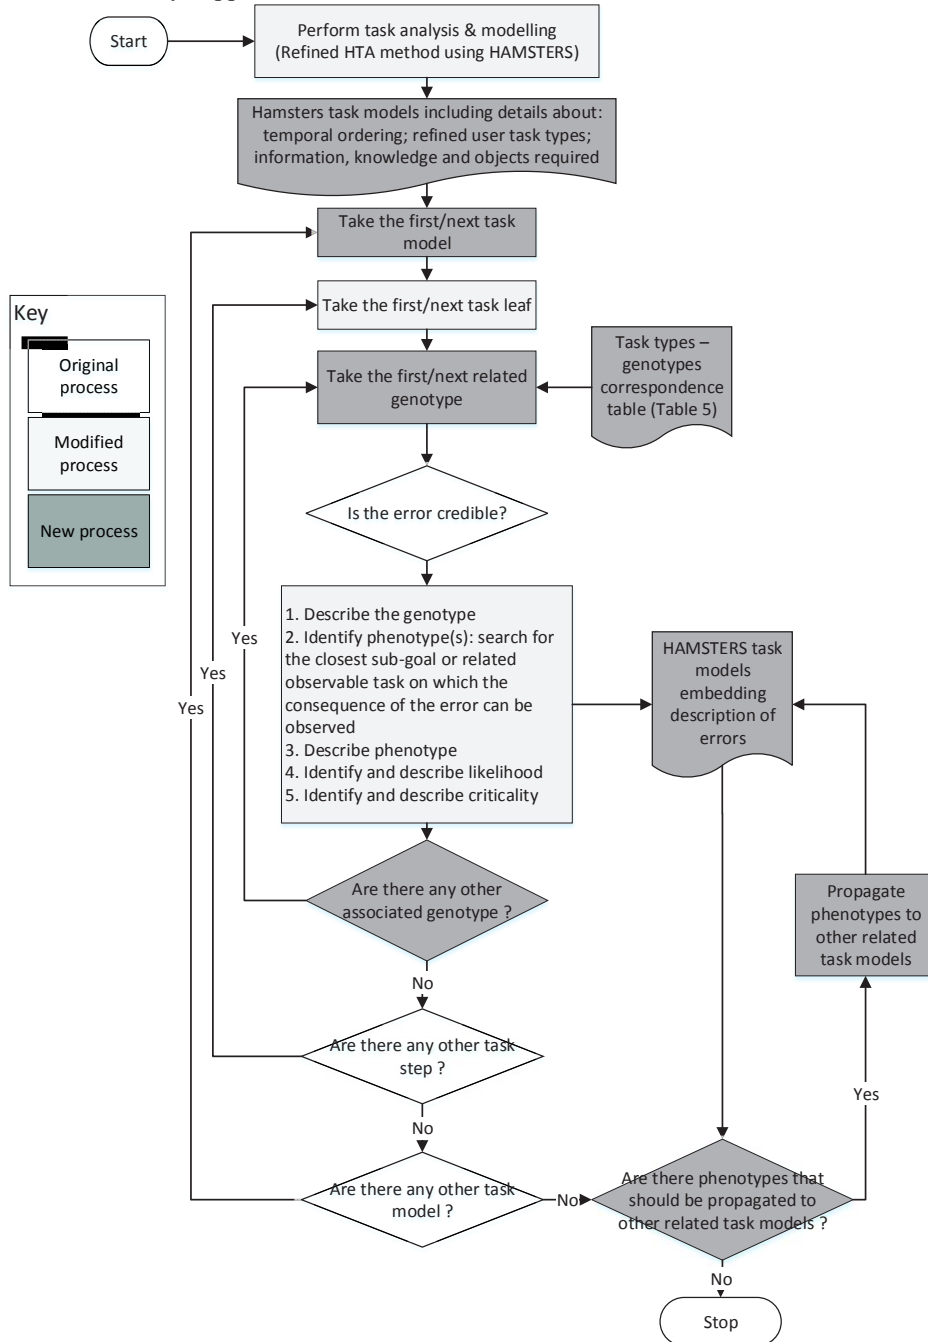 Start
Perform task analysis & modelling
(Refined HTA method using HAMSTERS)
Hamsters task models including details about:
temporal ordering; refined user task types;
information, knowledge and objects required
Take the first/next task
model
Take the first/next task leaf
Key
Original
process
Modified
process
New process
Take the first/next related
genotype
Task types –
genotypes
correspondence
table (Table 5)
Is the error credible?
1. Describe the genotype
2. Identify phenotype(s): search for
the closest sub-goal or related
observable task on which the
consequence of the error can be
observed
3. Describe phenotype
4. Identify and describe likelihood
5. Identify and describe criticality
Yes
Yes
Yes
HAMSTERS task
models
embedding
description of
errors
Are there any other
associated genotype ?
Propagate
phenotypes to
other related
task models
No
Are there any other task
step ?
Yes
No
Are there any other task
model ?
No
Are there phenotypes that
should be propagated to
other related task models ?
No
Stop